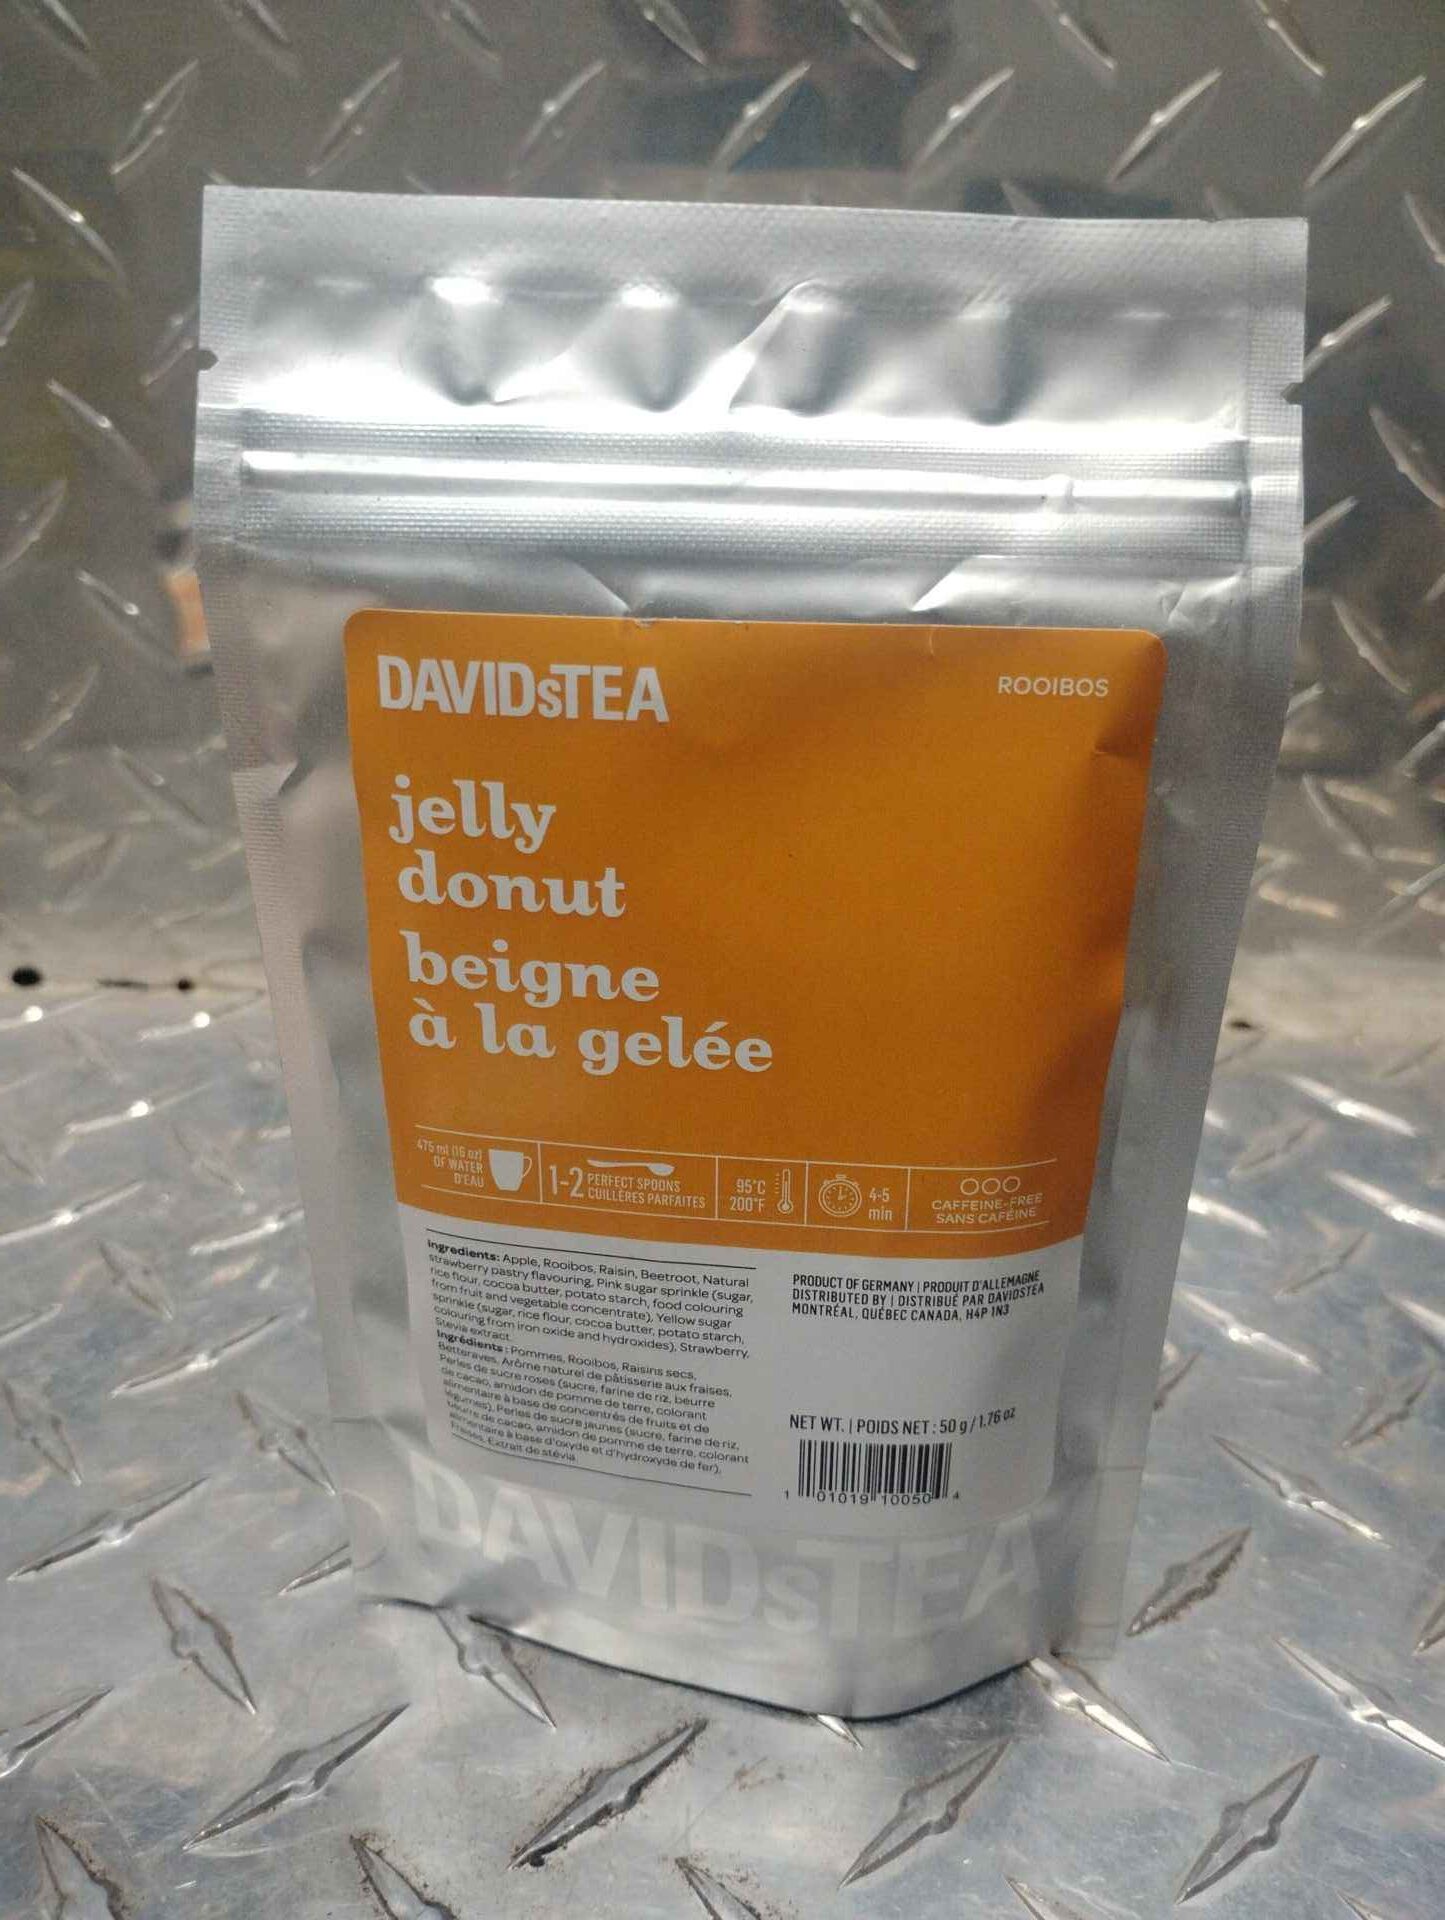 DAVIDsTEA
ROOIBOS
jelly
donut
beigne
à la gelée
475 ml (16 oz)
OF WATER
D'EAU
1-2 PERFECT SPOONS
CUILLÈRES PARFAITES
95°C
200°F
4-5
min
CAFFEINE-FREE
SANS CAFÉINE
Ingredients: Apple, Rooibos, Raisin, Beetroot, Natural
strawberry pastry flavouring, Pink sugar sprinkle (sugar,
rice flour, cocoa butter, potato starch, food colouring
from fruit and vegetable concentrate), Yellow sugar
sprinkle (sugar, rice flour, cocoa butter, potato starch,
colouring from iron oxide and hydroxides), Strawberry,
Stevia extract.
Ingrédients : Pommes, Rooibos, Raisins secs,
Betteraves, Arôme naturel de pâtisserie aux fraises,
Perles de sucre roses (sucre, farine de riz, beurre
de cacao, amidon de pomme de terre, colorant
alimentaire à base de concentrés de fruits et de
légumes), Perles de sucre jaunes (sucre, farine de riz,
beurre de cacao, amidon de pomme de terre, colorant
alimentaire à base d'oxyde et d'hydroxyde de fer),
Fraises, Extrait de stévia.
PRODUCT OF GERMANY | PRODUIT D'ALLEMAGNE
DISTRIBUTED BY | DISTRIBUÉ PAR DAVIDSTEA
MONTRÉAL, QUÉBEC CANADA, H4P 1N3
NET WT. | POIDS NET : 50 g / 1.76 oz
1 01019 10050 4
DAVIDsTEA